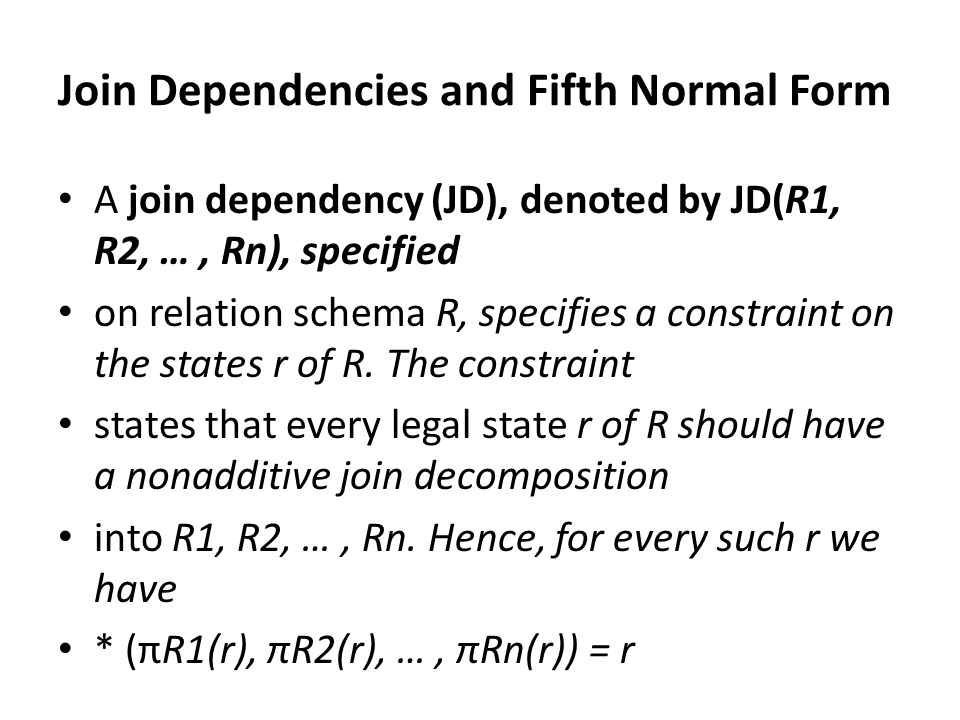 Join Dependencies and Fifth Normal Form
• A join dependency (JD), denoted by JD(R1,
R2, … , Rn), specified
• on relation schema R, specifies a constraint on
the states r of R. The constraint
• states that every legal state r of R should have
a nonadditive join decomposition
• into R1, R2, … , Rn. Hence, for every such r we
have
• * (πR1(r), πR2(r), … , πRn(r)) = r